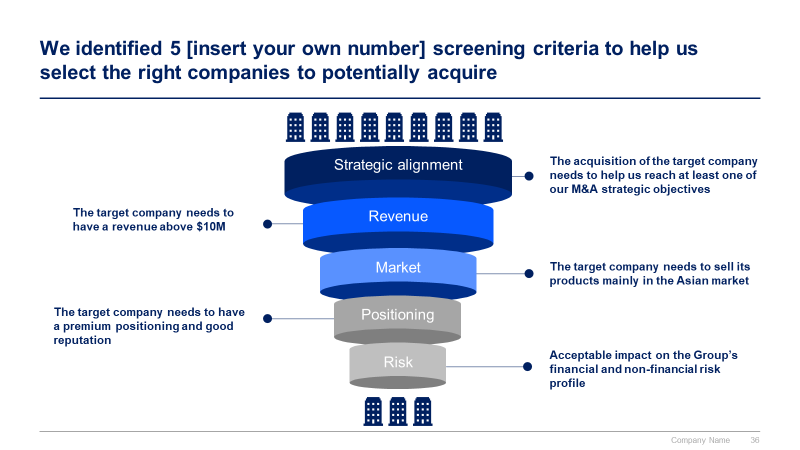 We identified 5 [insert your own number] screening criteria to help us
select the right companies to potentially acquire
Strategic alignment
The acquisition of the target company
needs to help us reach at least one of
our M&A strategic objectives
The target company needs to
have a revenue above $10M
Revenue
Market
The target company needs to sell its
products mainly in the Asian market
The target company needs to have
a premium positioning and good
reputation
Positioning
Risk
Acceptable impact on the Group’s
financial and non-financial risk
profile
Company Name
36